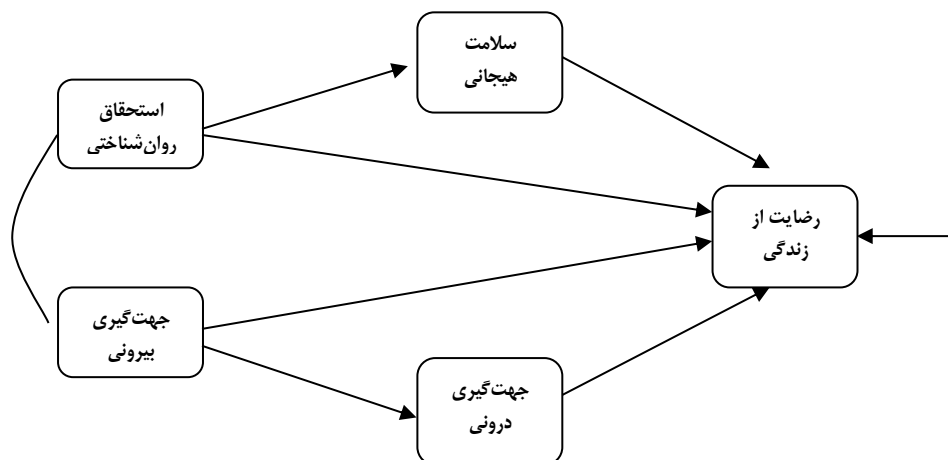 سلامت
هیجانی
استحقاق
روان‌شناختی
رضایت از
زندگی
جهت‌گیری
بیرونی
جهت‌گیری
درونی